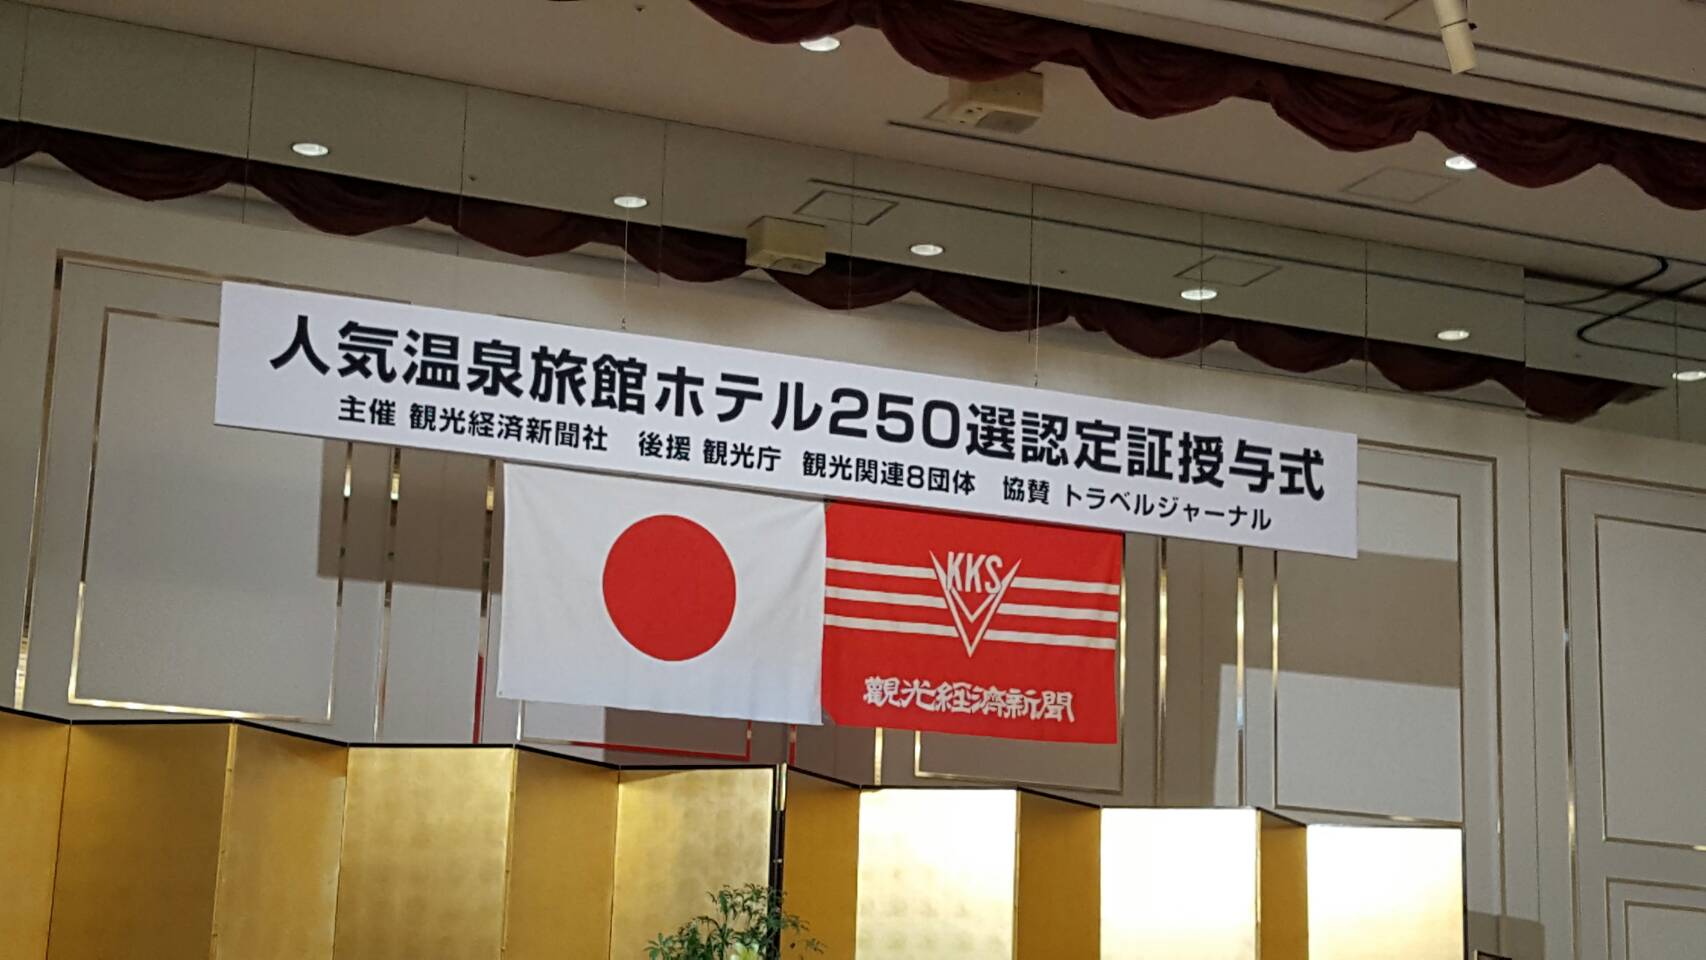 人気温泉旅館ホテル250選認定証授与式
主催 観光経済新聞社 後援 観光庁 観光関連8団体 協賛 トラベルジャーナル
KKS
觀光経済新聞